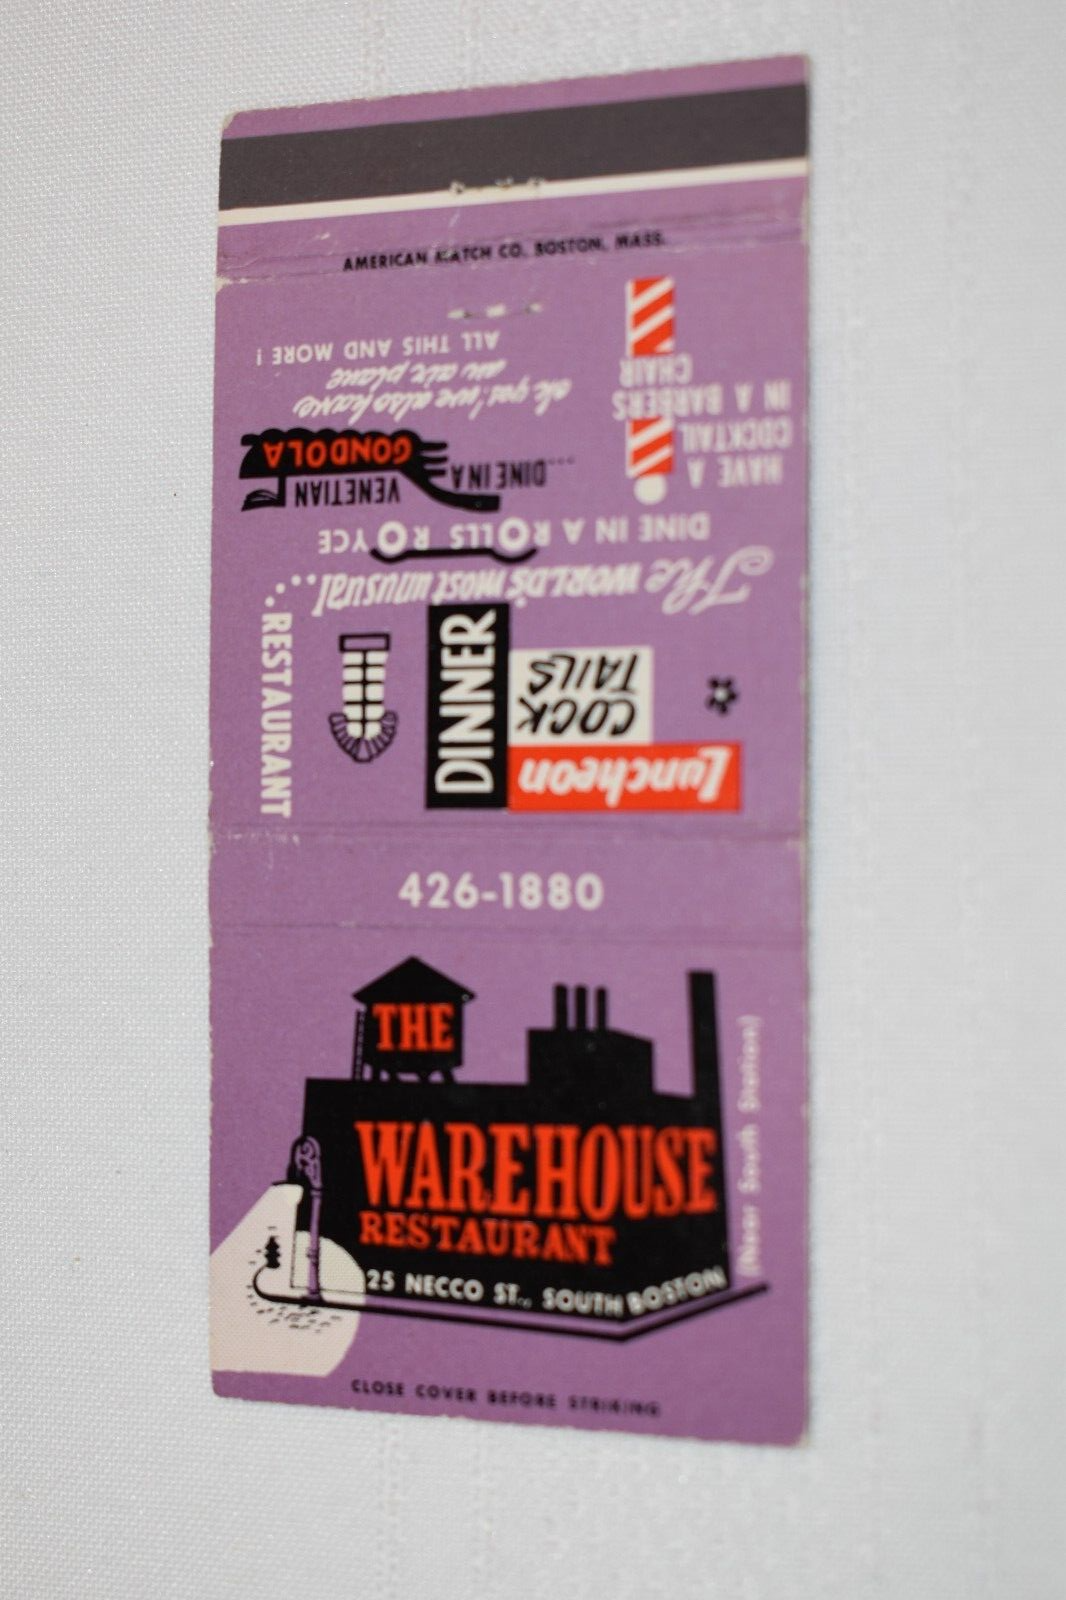 AMERICAN MATCH CO. BOSTON, MASS.
HAVE A
COCKTAIL
IN A BARBERS
CHAIR
oh yes! we also have
an air plane
ALL THIS AND MORE !
...DINE IN A
VENETIAN
GONDOLA
DINE IN A ROLLS ROYCE
The WORLD'S most unusual...
..RESTAURANT
Luncheon
COCK
TAILS
DINNER
426-1880
THE
WAREHOUSE
RESTAURANT
25 NECCO ST., SOUTH BOSTON
(Near South Station)
CLOSE COVER BEFORE STRIKING